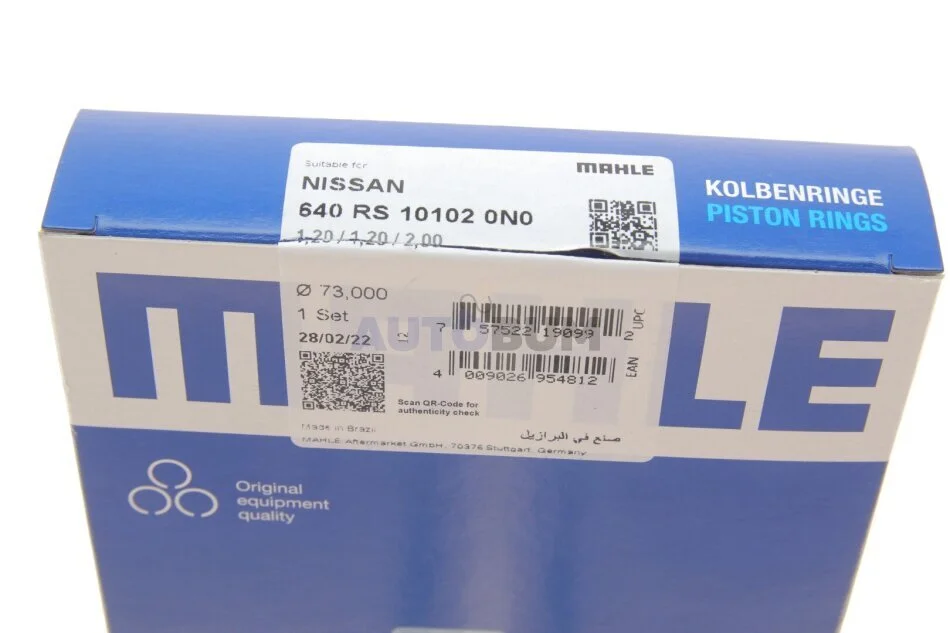 Suitable for
MAHLE
NISSAN
640 RS 10102 0N0
1,20 / 1,20 / 2,00
KOLBENRINGE
PISTON RINGS
MAHLE
Ø 73,000
1 Set
28/02/22
12
7 57522 19099 2 UPC
4 009026 954812 EAN
AUTOBUM
Scan QR-Code for
authenticity check
Made in Brazil
صنع في البرازيل
MAHLE Aftermarket GmbH, 70376 Stuttgart, Germany
Original
equipment
quality